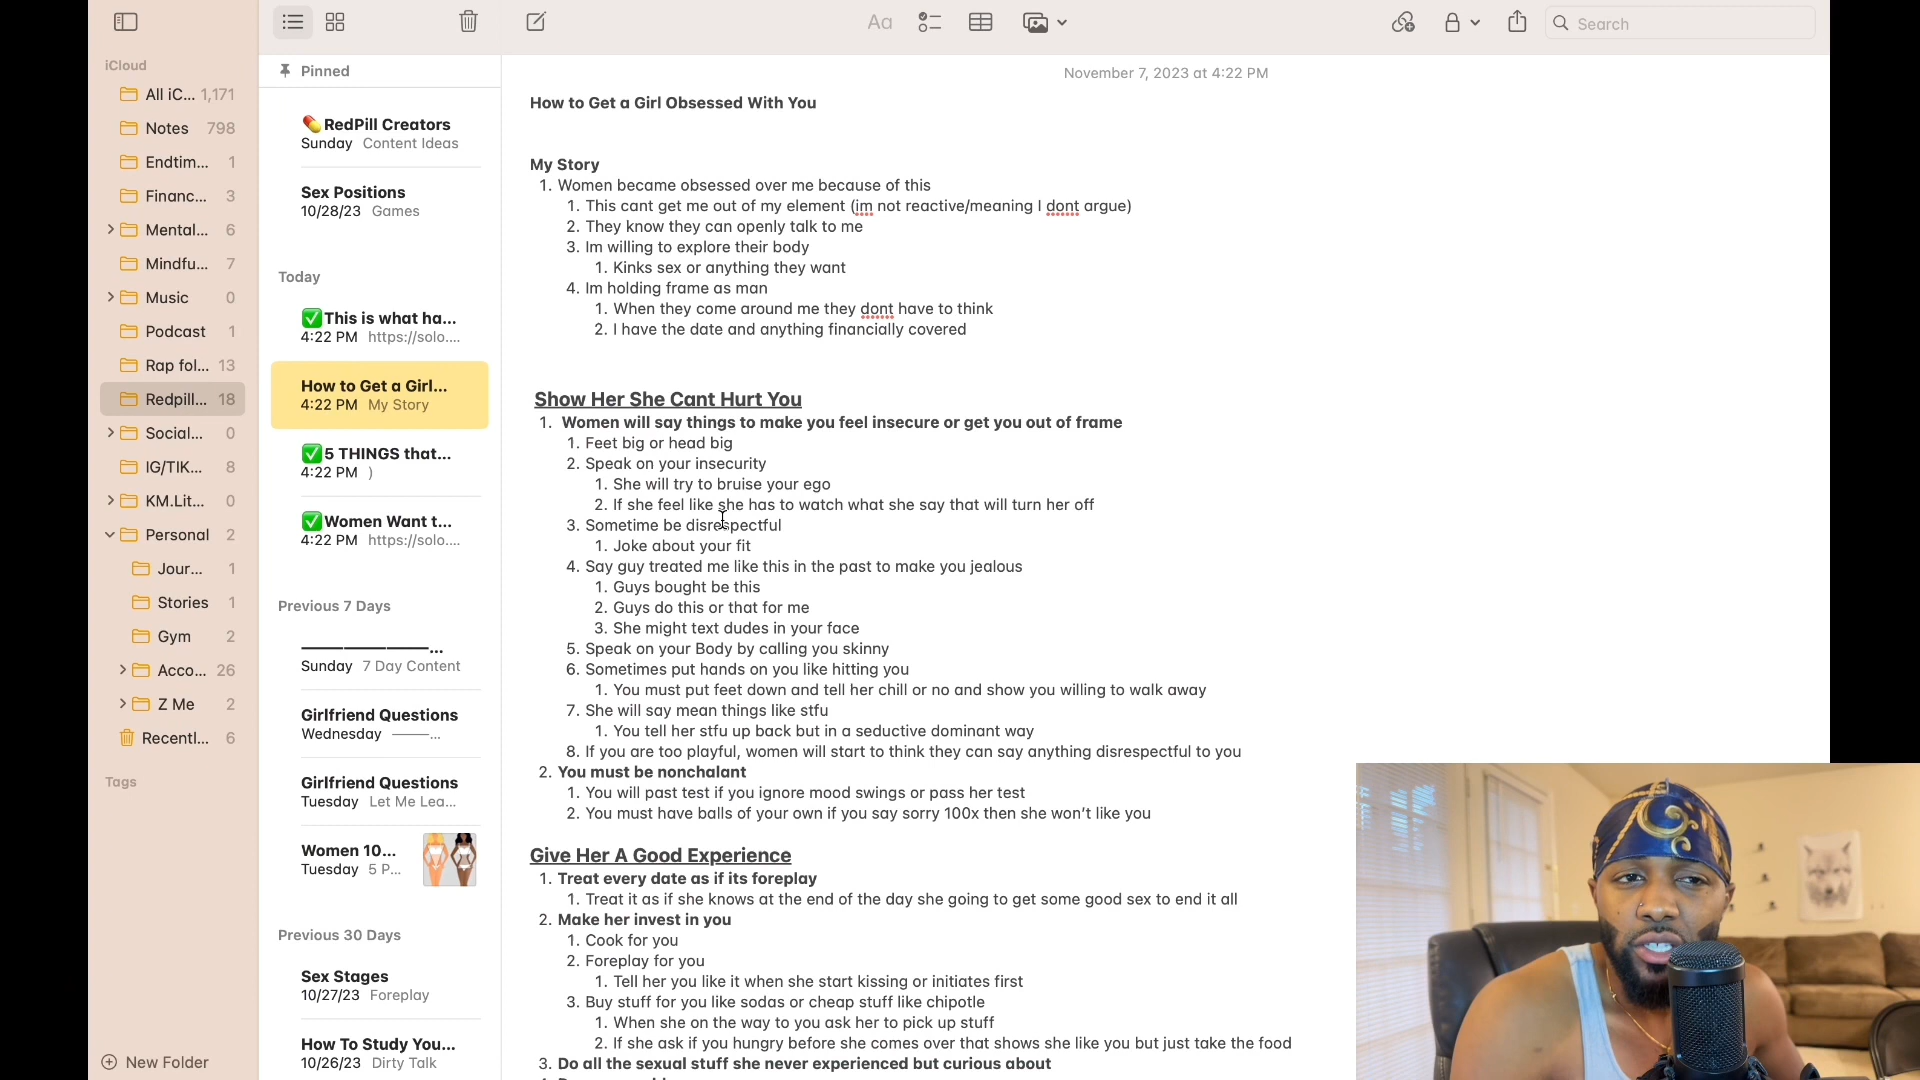 Search
iCloud
All iC... 1,171
Notes 798
Endtim... 1
Financ... 3
Mental... 6
Mindfu... 7
Music 0
Podcast 1
Rap fol... 13
Redpill... 18
Social... 0
IG/TIK... 8
KM.Lit... 0
Personal 2
Jour... 1
Stories 1
Gym 2
Acco... 26
Z Me 2
Recentl... 6
Tags
New Folder
Pinned
RedPill Creators
Sunday Content Ideas
Sex Positions
10/28/23 Games
Today
This is what ha...
4:22 PM https://solo....
How to Get a Girl...
4:22 PM My Story
5 THINGS that...
4:22 PM )
Women Want t...
4:22 PM https://solo....
Previous 7 Days
————————...
Sunday 7 Day Content
Girlfriend Questions
Wednesday ———...
Girlfriend Questions
Tuesday Let Me Lea...
Women 10...
Tuesday 5 P...
Previous 30 Days
Sex Stages
10/27/23 Foreplay
How To Study You...
10/26/23 Dirty Talk
Aa
November 7, 2023 at 4:22 PM
How to Get a Girl Obsessed With You
My Story
1. Women became obsessed over me because of this
1. This cant get me out of my element (im not reactive/meaning I dont argue)
2. They know they can openly talk to me
3. Im willing to explore their body
1. Kinks sex or anything they want
4. Im holding frame as man
1. When they come around me they dont have to think
2. I have the date and anything financially covered
Show Her She Cant Hurt You
1. Women will say things to make you feel insecure or get you out of frame
1. Feet big or head big
2. Speak on your insecurity
1. She will try to bruise your ego
2. If she feel like she has to watch what she say that will turn her off
3. Sometime be disrespectful
1. Joke about your fit
4. Say guy treated me like this in the past to make you jealous
1. Guys bought be this
2. Guys do this or that for me
3. She might text dudes in your face
5. Speak on your Body by calling you skinny
6. Sometimes put hands on you like hitting you
1. You must put feet down and tell her chill or no and show you willing to walk away
7. She will say mean things like stfu
1. You tell her stfu up back but in a seductive dominant way
8. If you are too playful, women will start to think they can say anything disrespectful to you
2. You must be nonchalant
1. You will past test if you ignore mood swings or pass her test
2. You must have balls of your own if you say sorry 100x then she won't like you
Give Her A Good Experience
1. Treat every date as if its foreplay
1. Treat it as if she knows at the end of the day she going to get some good sex to end it all
2. Make her invest in you
1. Cook for you
2. Foreplay for you
1. Tell her you like it when she start kissing or initiates first
3. Buy stuff for you like sodas or cheap stuff like chipotle
1. When she on the way to you ask her to pick up stuff
2. If she ask if you hungry before she comes over that shows she like you but just take the food
3. Do all the sexual stuff she never experienced but curious about